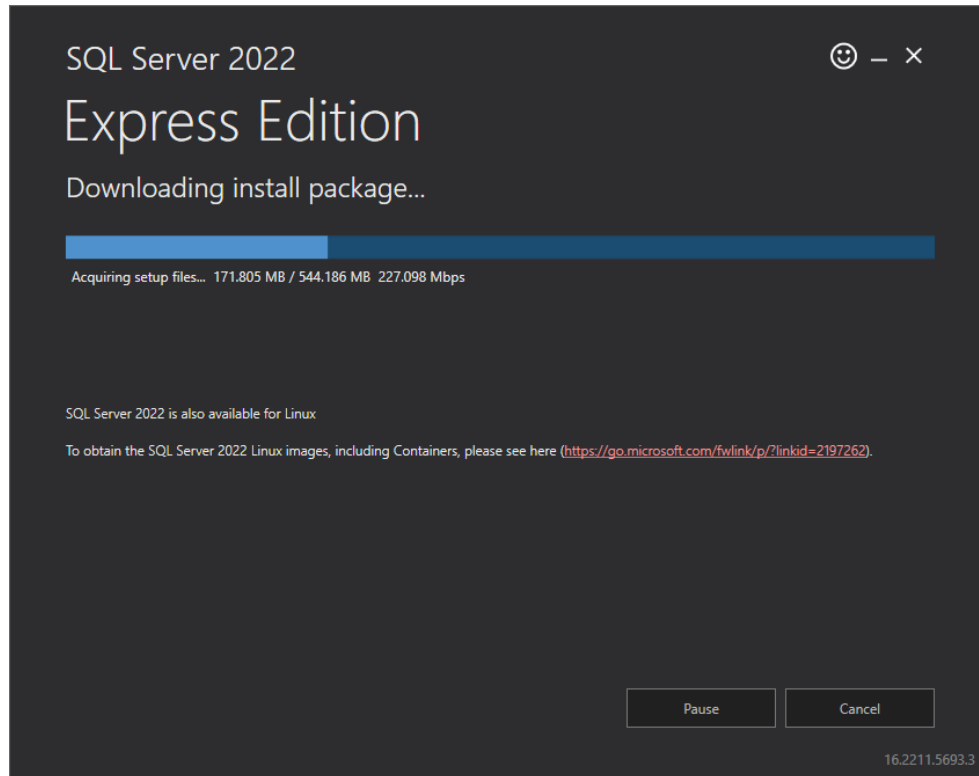 SQL Server 2022
Express Edition
Downloading install package...
Acquiring setup files... 171.805 MB / 544.186 MB 227.098 Mbps
SQL Server 2022 is also available for Linux
To obtain the SQL Server 2022 Linux images, including Containers, please see here (https://go.microsoft.com/fwlink/p/?linkid=2197262).
Pause
Cancel
16.2211.5693.3